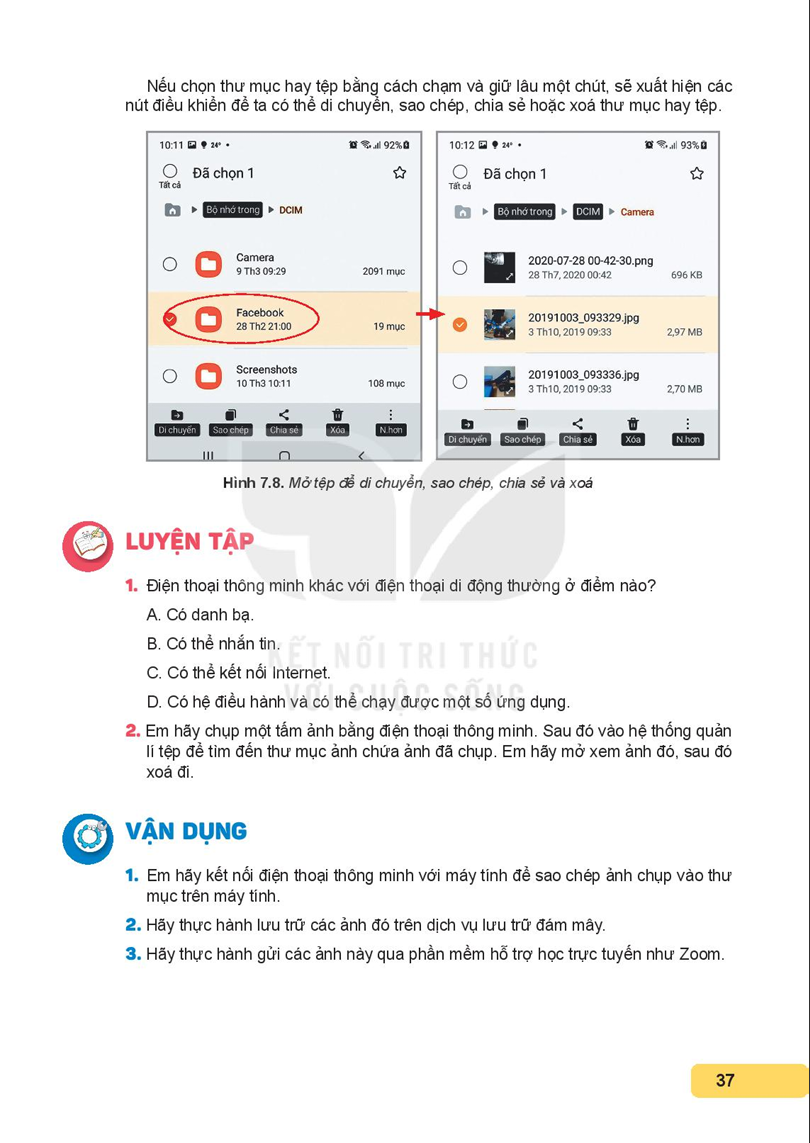 Nếu chọn thư mục hay tệp bằng cách chạm và giữ lâu một chút, sẽ xuất hiện các
nút điều khiển để ta có thể di chuyển, sao chép, chia sẻ hoặc xoá thư mục hay tệp.
10:11 24° • 92%
Tất cả
Đã chọn 1
Bộ nhớ trong DCIM
Camera
9 Th3 09:29 2091 mục
Facebook
28 Th2 21:00 19 mục
Screenshots
10 Th3 10:11 108 mục
Di chuyển Sao chép Chia sẻ Xóa N.hơn
10:12 24° • 93%
Tất cả
Đã chọn 1
Bộ nhớ trong DCIM Camera
2020-07-28 00-42-30.png
28 Th7, 2020 00:42 696 KB
20191003_093329.jpg
3 Th10, 2019 09:33 2,97 MB
20191003_093336.jpg
3 Th10, 2019 09:33 2,70 MB
Di chuyển Sao chép Chia sẻ Xóa N.hơn
Hình 7.8. Mở tệp để di chuyển, sao chép, chia sẻ và xoá
LUYỆN TẬP
1. Điện thoại thông minh khác với điện thoại di động thường ở điểm nào?
A. Có danh bạ.
B. Có thể nhắn tin.
C. Có thể kết nối Internet.
D. Có hệ điều hành và có thể chạy được một số ứng dụng.
KẾT NỐI TRI THỨC
VỚI CUỘC SỐNG
2. Em hãy chụp một tấm ảnh bằng điện thoại thông minh. Sau đó vào hệ thống quản
lí tệp để tìm đến thư mục ảnh chứa ảnh đã chụp. Em hãy mở xem ảnh đó, sau đó
xoá đi.
VẬN DỤNG
1. Em hãy kết nối điện thoại thông minh với máy tính để sao chép ảnh chụp vào thư
mục trên máy tính.
2. Hãy thực hành lưu trữ các ảnh đó trên dịch vụ lưu trữ đám mây.
3. Hãy thực hành gửi các ảnh này qua phần mềm hỗ trợ học trực tuyến như Zoom.
37